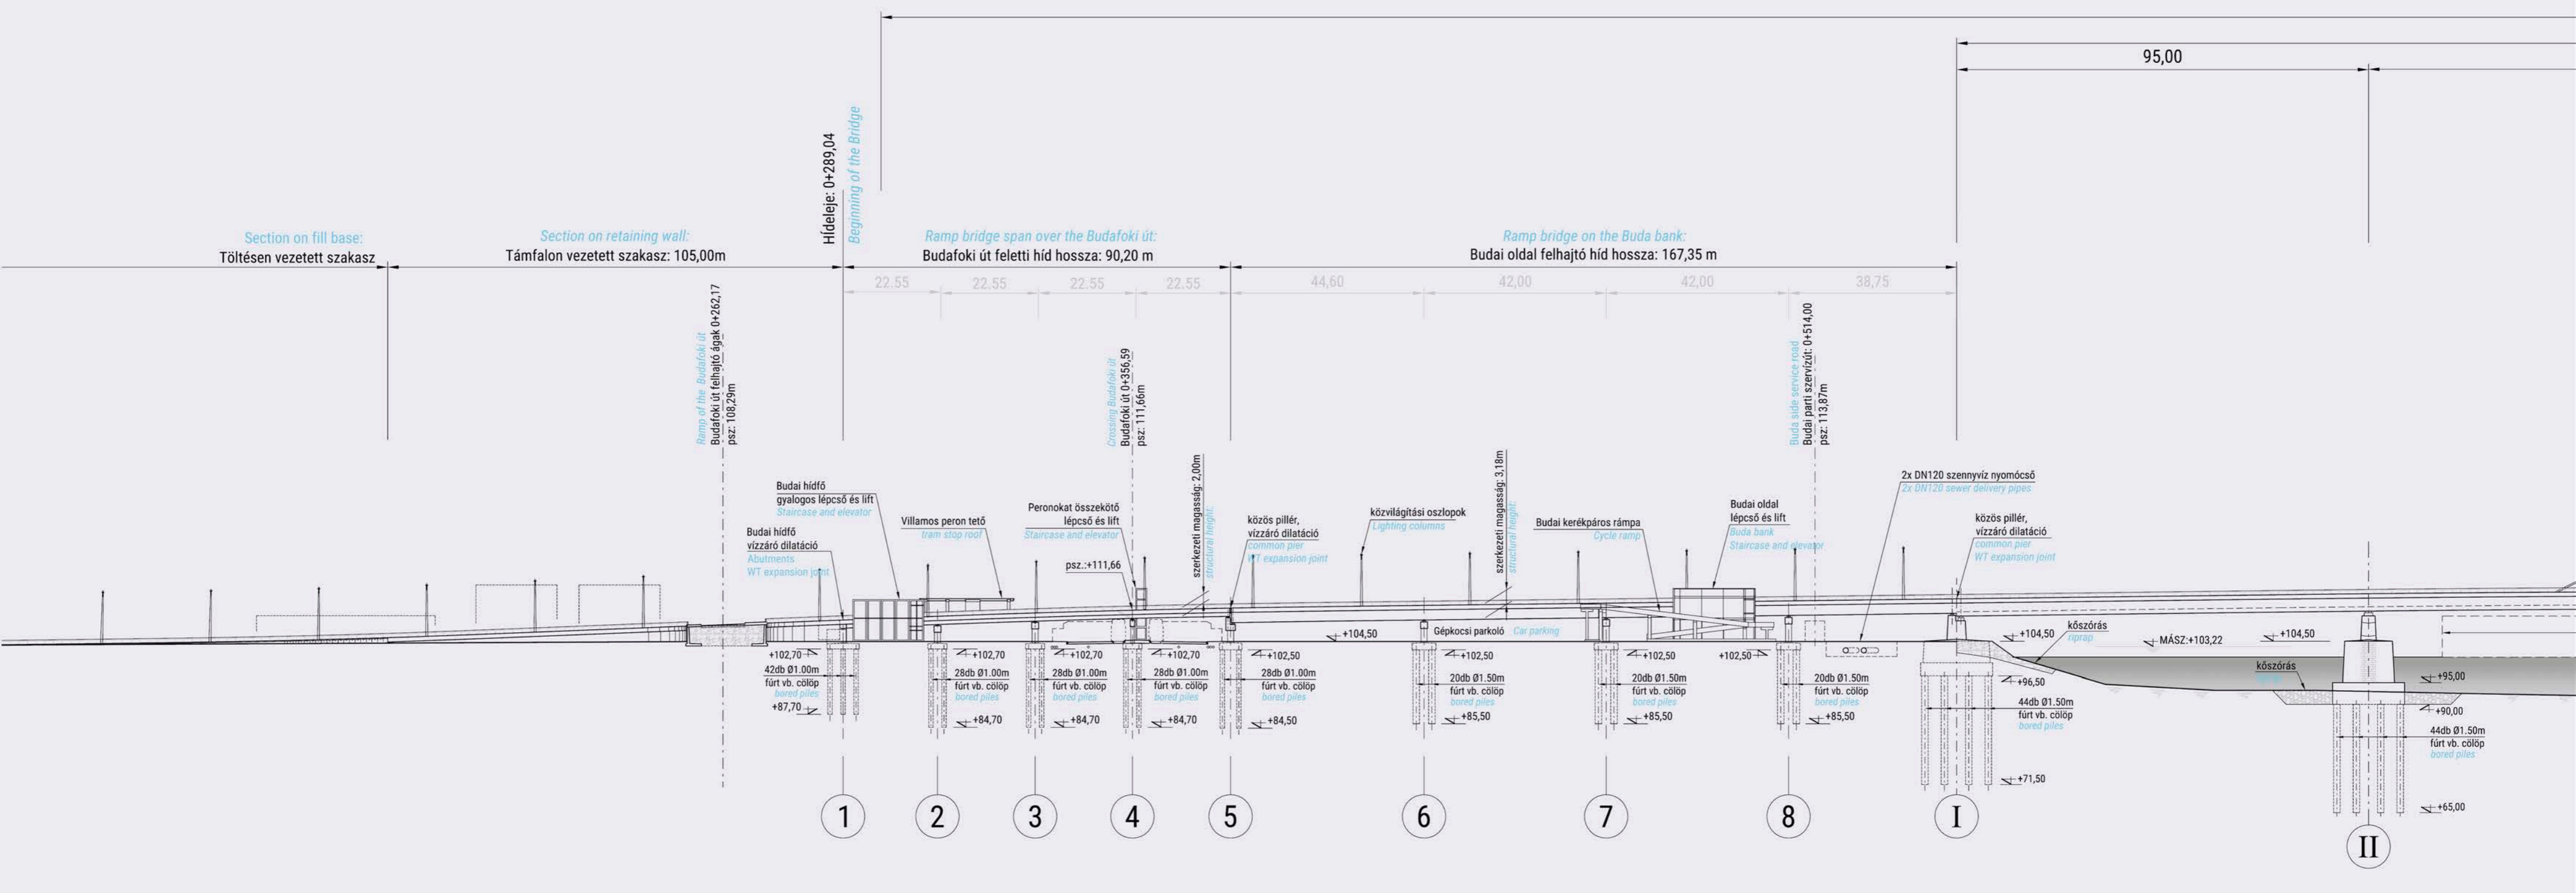 95,00
Hídeleje: 0+289,04
Beginning of the Bridge
Section on fill base:
Töltésen vezetett szakasz
Section on retaining wall:
Támfalon vezetett szakasz: 105,00m
Ramp bridge span over the Budafoki út:
Budafoki út feletti híd hossza: 90,20 m
Ramp bridge on the Buda bank:
Budai oldal felhajtó híd hossza: 167,35 m
22.55
22.55
22.55
22.55
44,60
42,00
42,00
38,75
Ramp of the Budafoki út
Budafoki út felhajtó ágak 0+262,17
psz: 108,29m
Crossing Budafoki út
Budafoki út 0+356,59
psz: 111,66m
Buda side service road
Budai parti szervízút: 0+514,00
psz: 113,87m
Budai hídfő
gyalogos lépcső és lift
Staircase and elevator
Budai hídfő
vízzáró dilatáció
Abutments
WT expansion joint
Villamos peron tető
tram stop roof
Peronokat összekötő
lépcső és lift
Staircase and elevator
psz.:+111,66
szerkezeti magasság: 2,00m
structural height:
közös pillér,
vízzáró dilatáció
common pier
WT expansion joint
közvilágítási oszlopok
Lighting columns
szerkezeti magasság: 3,18m
structural height:
Budai kerékpáros rámpa
Cycle ramp
Budai oldal
lépcső és lift
Buda bank
Staircase and elevator
2x DN120 szennyvíz nyomócső
2x DN120 sewer delivery pipes
közös pillér,
vízzáró dilatáció
common pier
WT expansion joint
+104,50
Gépkocsi parkoló
Car parking
+104,50
kőszórás
riprap
MÁSZ:+103,22
+104,50
kőszórás
+102,70
42db Ø1.00m
fúrt vb. cölöp
bored piles
+87,70
+102,70
28db Ø1.00m
fúrt vb. cölöp
bored piles
+84,70
+102,70
28db Ø1.00m
fúrt vb. cölöp
bored piles
+84,70
+102,70
28db Ø1.00m
fúrt vb. cölöp
bored piles
+84,70
+102,50
28db Ø1.00m
fúrt vb. cölöp
bored piles
+84,50
+102,50
20db Ø1.50m
fúrt vb. cölöp
bored piles
+85,50
+102,50
20db Ø1.50m
fúrt vb. cölöp
bored piles
+85,50
+102,50
20db Ø1.50m
fúrt vb. cölöp
bored piles
+85,50
+96,50
44db Ø1.50m
fúrt vb. cölöp
bored piles
+71,50
+95,00
+90,00
44db Ø1.50m
fúrt vb. cölöp
bored piles
+65,00
1
2
3
4
5
6
7
8
I
II